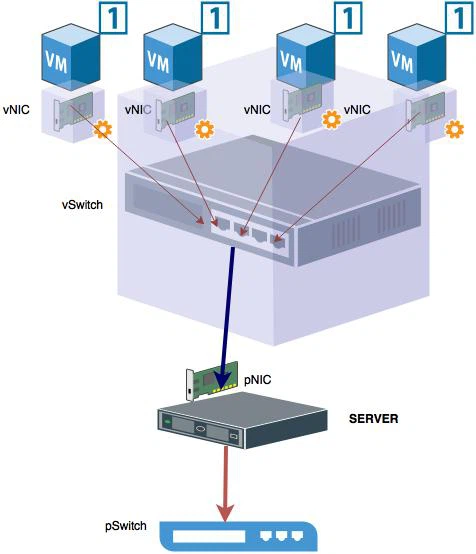 1
1
1
1
VM
VM
VM
VM
vNIC
vNIC
vNIC
vNIC
vSwitch
pNIC
SERVER
pSwitch